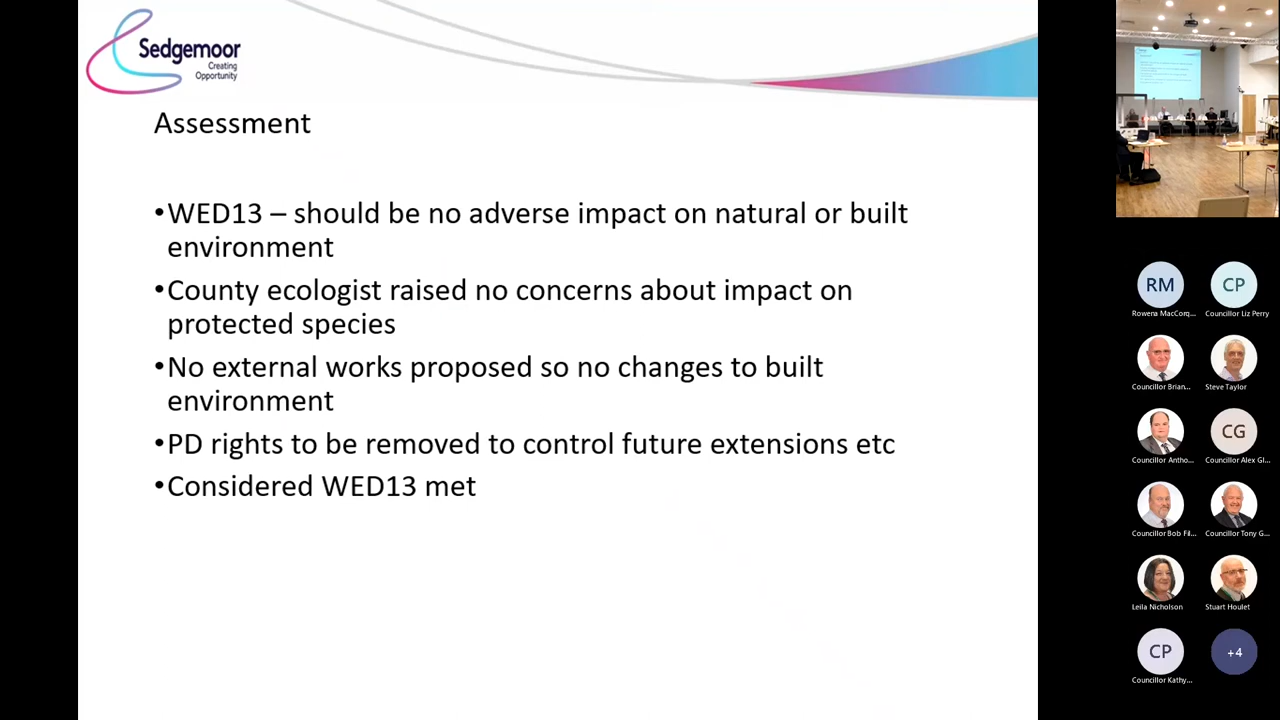 Sedgemoor
Creating
Opportunity
Assessment
•WED13 – should be no adverse impact on natural or built
environment
•County ecologist raised no concerns about impact on
protected species
•No external works proposed so no changes to built
environment
•PD rights to be removed to control future extensions etc
•Considered WED13 met
RM
CP
Rowena MacCorq...
Councillor Liz Perry
Councillor Brian...
Steve Taylor
CG
Councillor Antho...
Councillor Alex Gl...
Councillor Bob Fil...
Councillor Tony G...
Leila Nicholson
Stuart Houlet
CP
+4
Councillor Kathy...